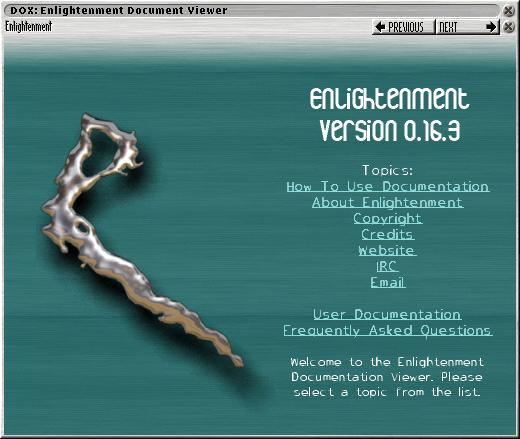 DOX: Enlightenment Document Viewer
Enlightenment
PREVIOUS NEXT
Enlightenment
Version 0.16.3
Topics:
How To Use Documentation
About Enlightenment
Copyright
Credits
Website
IRC
Email
User Documentation
Frequently Asked Questions
Welcome to the Enlightenment
Documentation Viewer. Please
select a topic from the list.